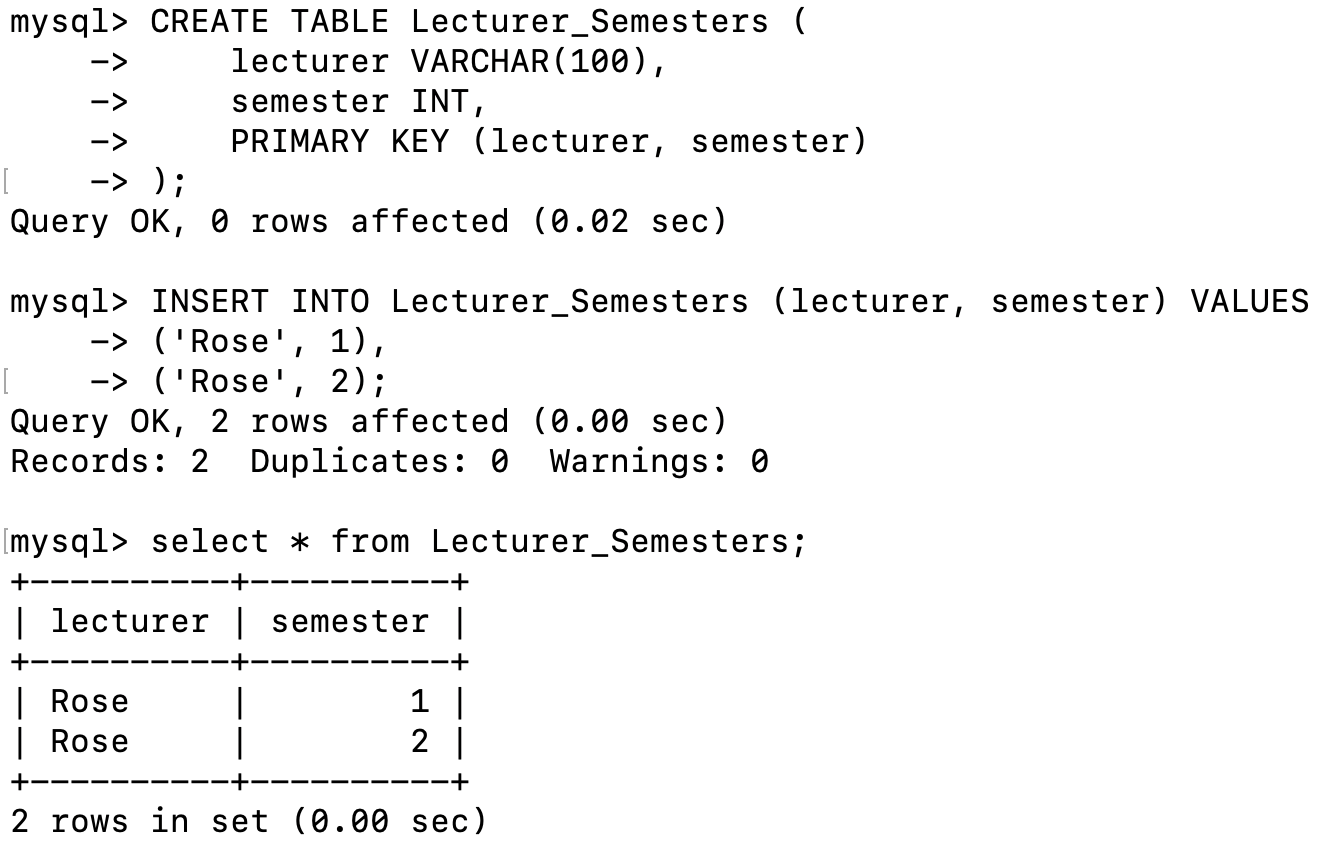 mysql> CREATE TABLE Lecturer_Semesters (
    ->     lecturer VARCHAR(100),
    ->     semester INT,
    ->     PRIMARY KEY (lecturer, semester)
[    -> );
Query OK, 0 rows affected (0.02 sec)

mysql> INSERT INTO Lecturer_Semesters (lecturer, semester) VALUES
    -> ('Rose', 1),
[    -> ('Rose', 2);
Query OK, 2 rows affected (0.00 sec)
Records: 2  Duplicates: 0  Warnings: 0

[mysql> select * from Lecturer_Semesters;
+----------+----------+
| lecturer | semester |
+----------+----------+
| Rose     |        1 |
| Rose     |        2 |
+----------+----------+
2 rows in set (0.00 sec)